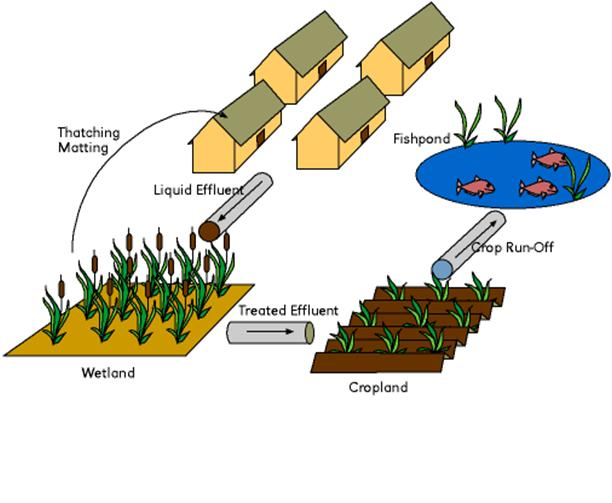 Thatching
Matting
Fishpond
Liquid Effluent
Crop Run-Off
Treated Effluent
Wetland
Cropland